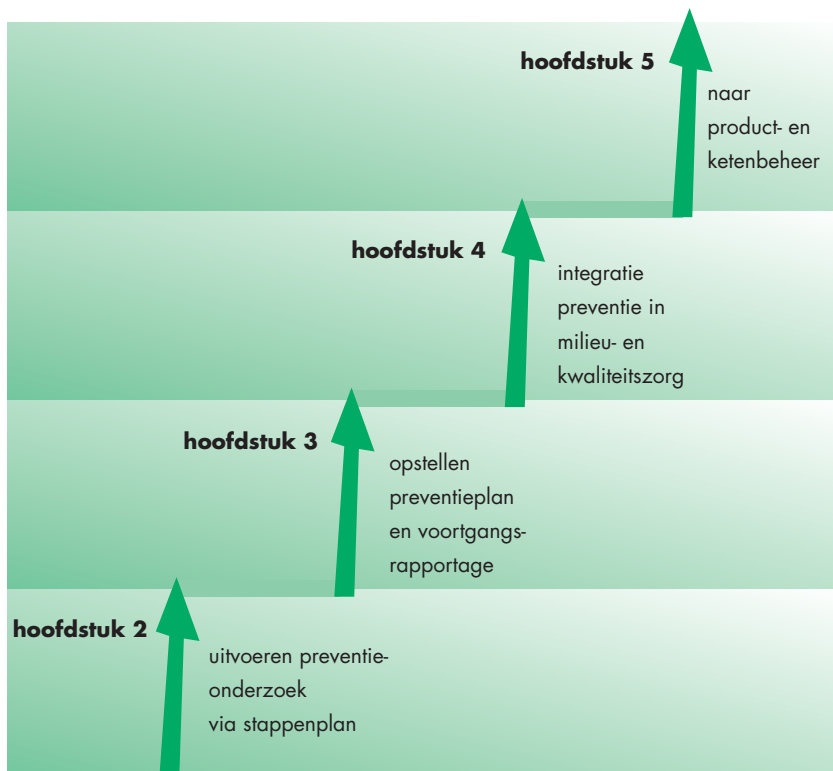 hoofdstuk 5
naar
product- en
ketenbeheer
hoofdstuk 4
integratie
preventie in
milieu- en
kwaliteitszorg
hoofdstuk 3
opstellen
preventieplan
en voortgangs-
rapportage
hoofdstuk 2
uitvoeren preventie-
onderzoek
via stappenplan